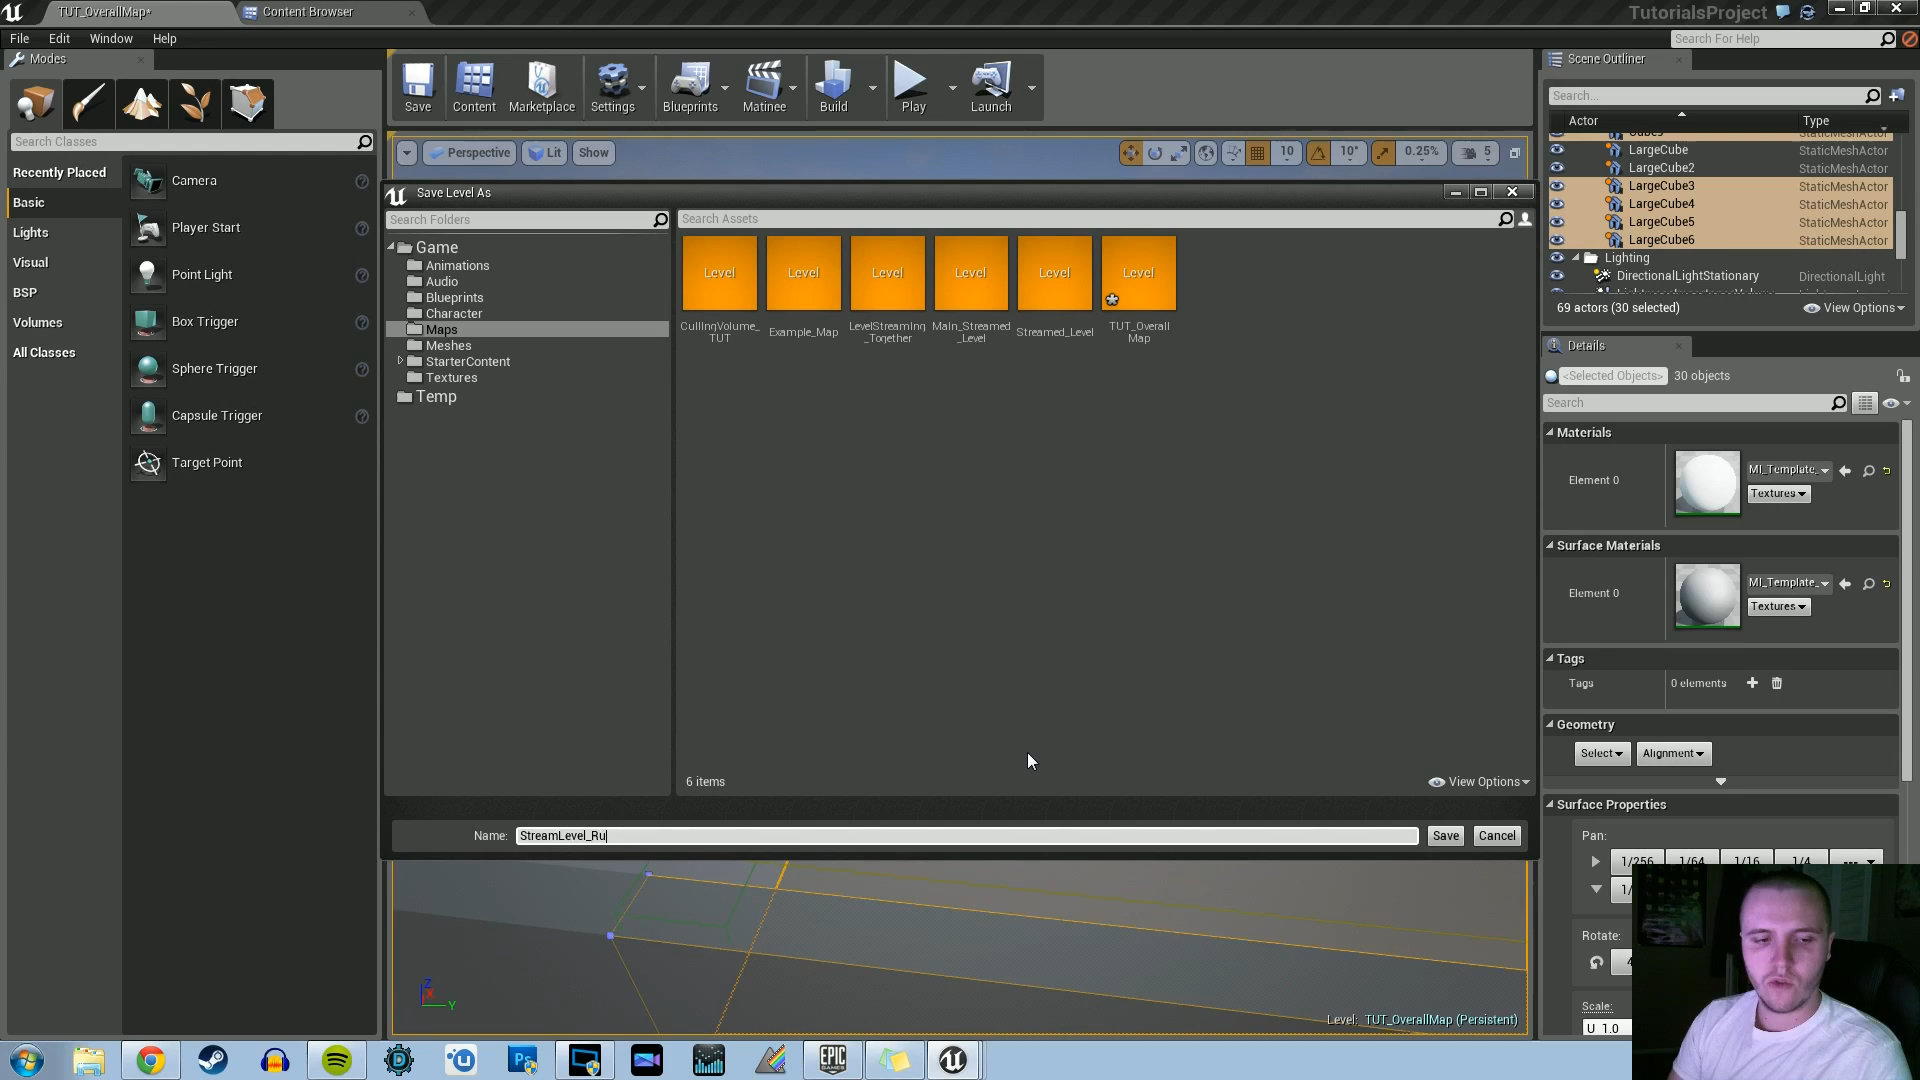 TUT_OverallMap*
Content Browser
TutorialsProject
File Edit Window Help
Search For Help
Modes
Save
Content
Marketplace
Settings
Blueprints
Matinee
Build
Play
Launch
Scene Outliner
Search...
Actor
Type
Search Classes
Perspective
Lit
Show
10
10°
0.25%
5
LargeCube StaticMeshActor
LargeCube2 StaticMeshActor
LargeCube3 StaticMeshActor
LargeCube4 StaticMeshActor
LargeCube5 StaticMeshActor
LargeCube6 StaticMeshActor
Lighting
DirectionalLightStationary DirectionalLight
69 actors (30 selected)
View Options
Recently Placed
Basic
Lights
Visual
BSP
Volumes
All Classes
Camera
Player Start
Point Light
Box Trigger
Sphere Trigger
Capsule Trigger
Target Point
Save Level As
Search Folders
Search Assets
Game
Animations
Audio
Blueprints
Character
Maps
Meshes
StarterContent
Textures
Temp
Level
Level
Level
Level
Level
Level
CullingVolume_
TUT
Example_Map
LevelStreaming
_Together
Main_Streamed
_Level
Streamed_Level
TUT_Overall
Map
6 items
View Options
Name: StreamLevel_Ru
Save
Cancel
Details
<Selected Objects>
30 objects
Search
Materials
Element 0
MI_Template_
Textures
Surface Materials
Element 0
MI_Template_
Textures
Tags
Tags
0 elements
Geometry
Select
Alignment
Surface Properties
Pan:
1/256 1/64 1/16 1/4
Rotate:
Scale:
U 1.0
Z
X
Y
Level: TUT_OverallMap (Persistent)
Ps
EPIC
GAMES